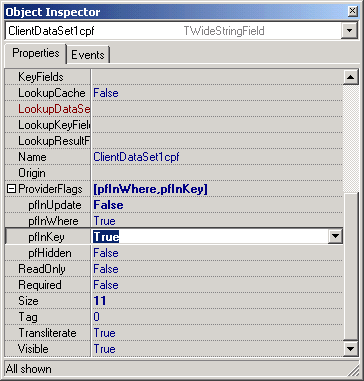 Object Inspector
ClientDataSet1cpf TWideStringField
Properties Events
KeyFields
LookupCache False
LookupDataSe
LookupKeyFiel
LookupResultF
Name ClientDataSet1cpf
Origin
ProviderFlags [pfInWhere,pfInKey]
pfInUpdate False
pfInWhere True
pfInKey True
pfHidden False
ReadOnly False
Required False
Size 11
Tag 0
Transliterate True
Visible True
All shown